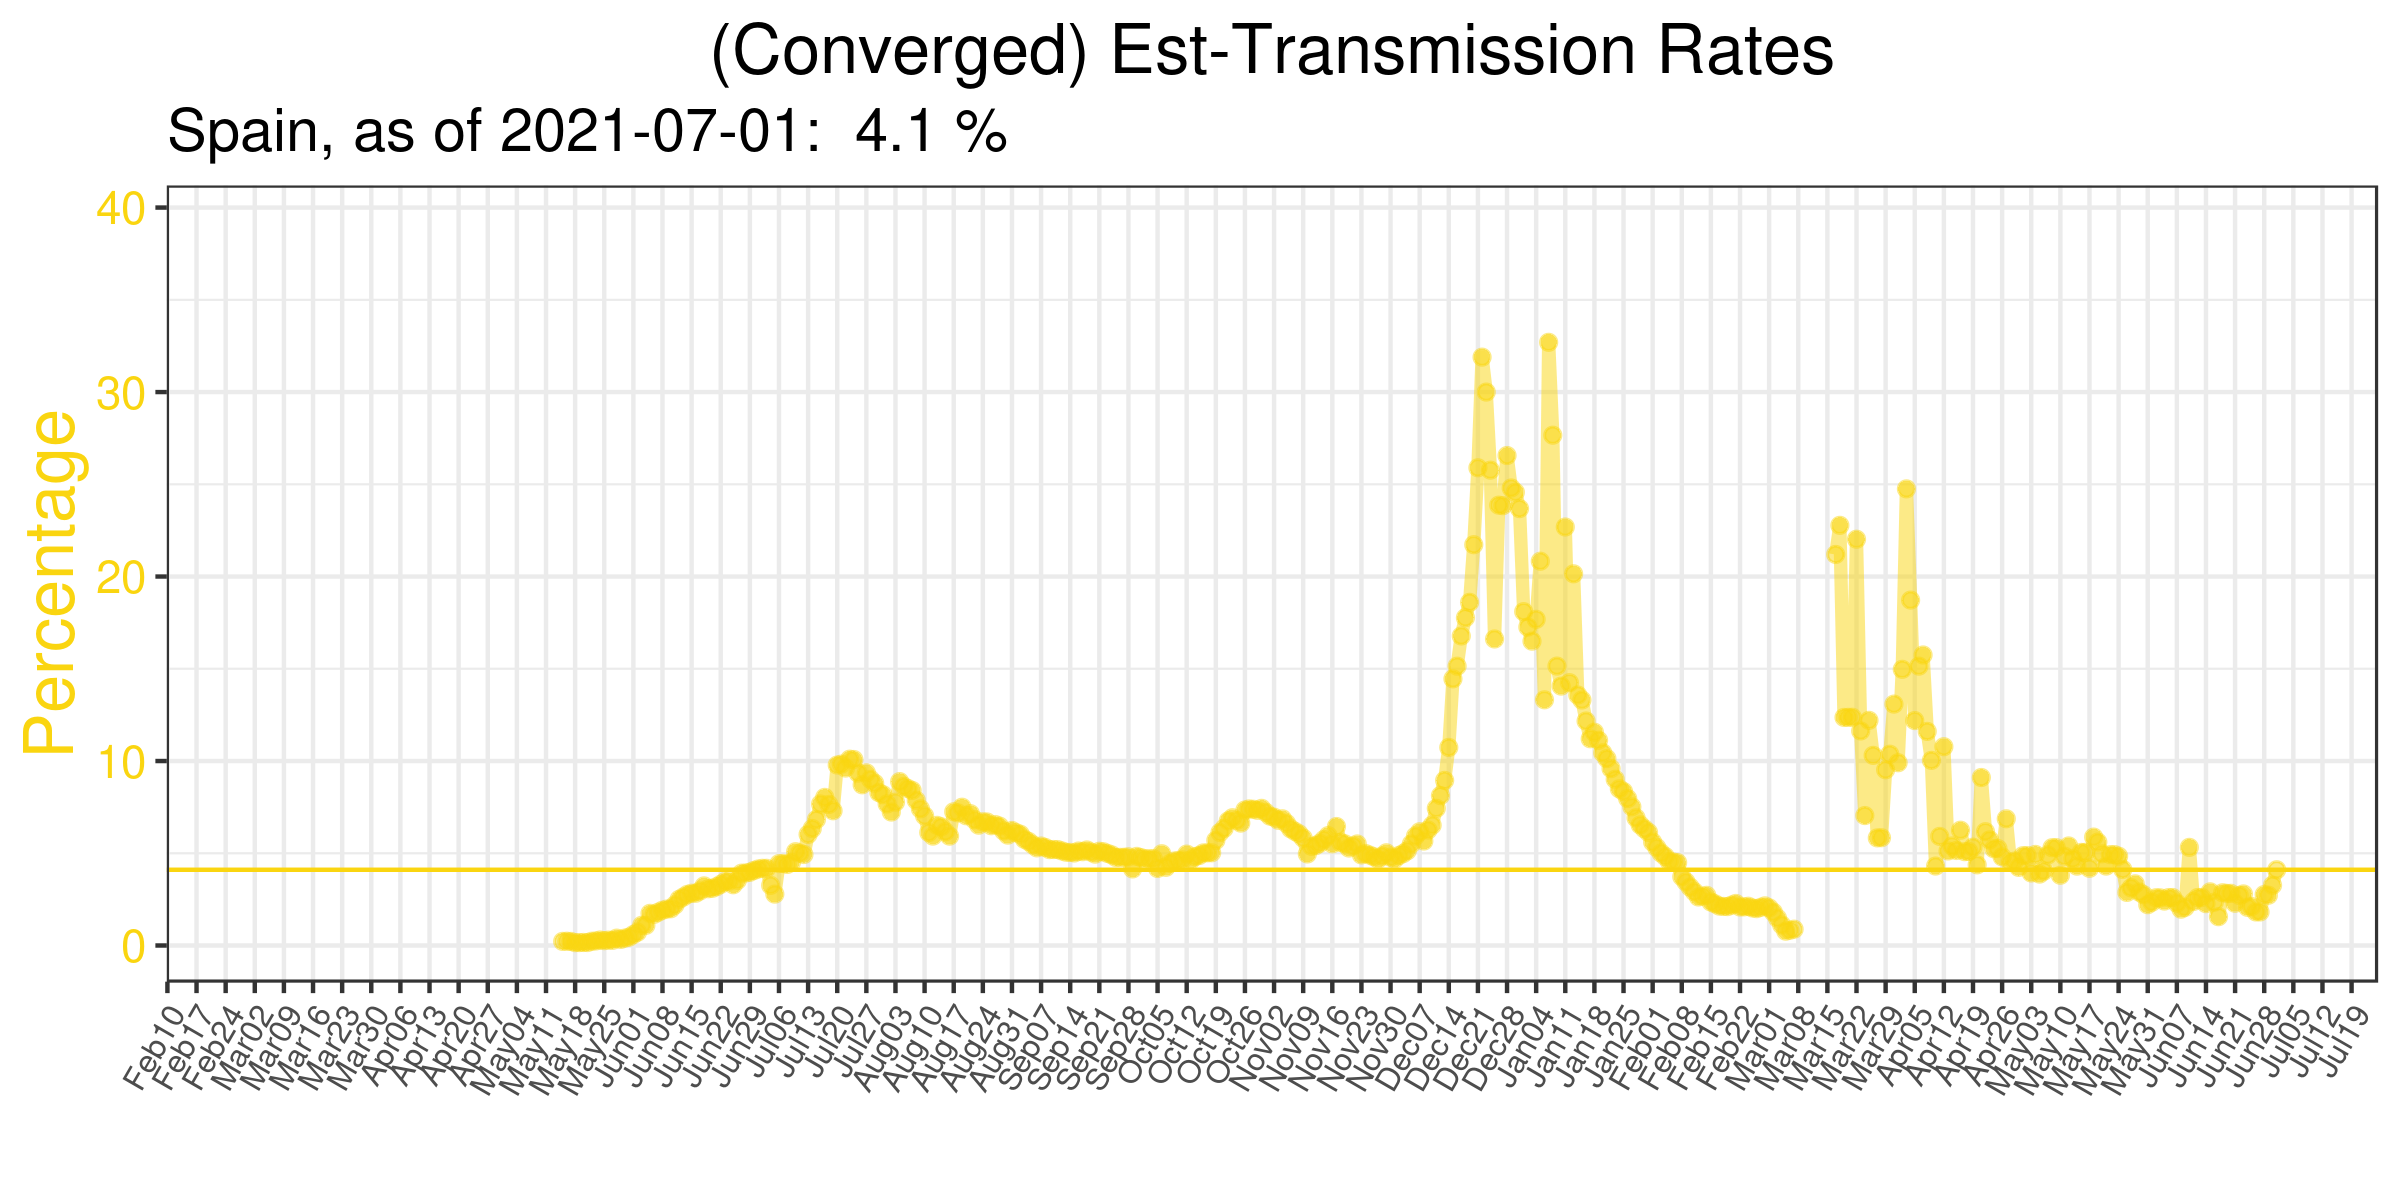 (Converged) Est-Transmission Rates
Spain, as of 2021-07-01:  4.1 %
Percentage
40
30
20
10
0
Feb10
Feb17
Feb24
Mar02
Mar09
Mar16
Mar23
Mar30
Apr06
Apr13
Apr20
Apr27
May04
May11
May18
May25
Jun01
Jun08
Jun15
Jun22
Jun29
Jul06
Jul13
Jul20
Jul27
Aug03
Aug10
Aug17
Aug24
Aug31
Sep07
Sep14
Sep21
Sep28
Oct05
Oct12
Oct19
Oct26
Nov02
Nov09
Nov16
Nov23
Nov30
Dec07
Dec14
Dec21
Dec28
Jan04
Jan11
Jan18
Jan25
Feb01
Feb08
Feb15
Feb22
Mar01
Mar08
Mar15
Mar22
Mar29
Apr05
Apr12
Apr19
Apr26
May03
May10
May17
May24
May31
Jun07
Jun14
Jun21
Jun28
Jul05
Jul12
Jul19